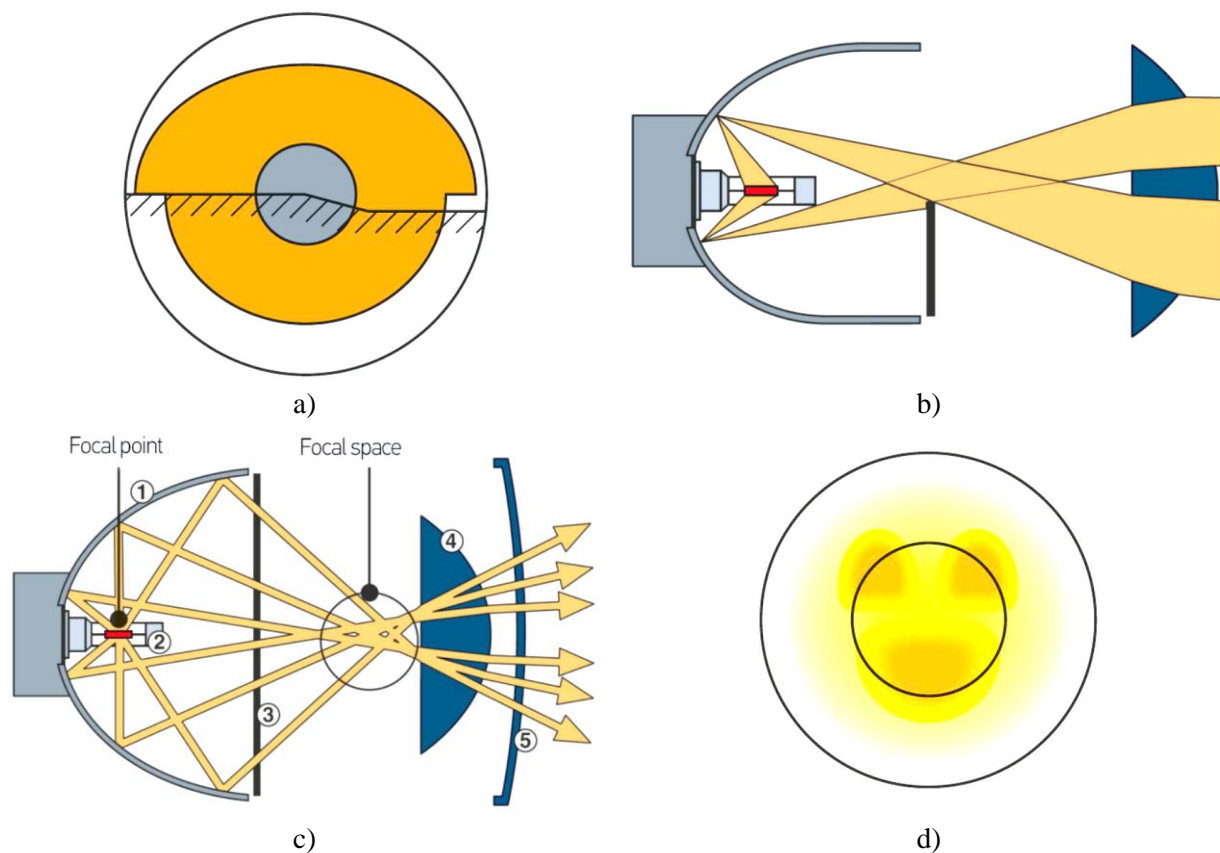 a)
b)
Focal point
Focal space
①
②
③
④
⑤
c)
d)